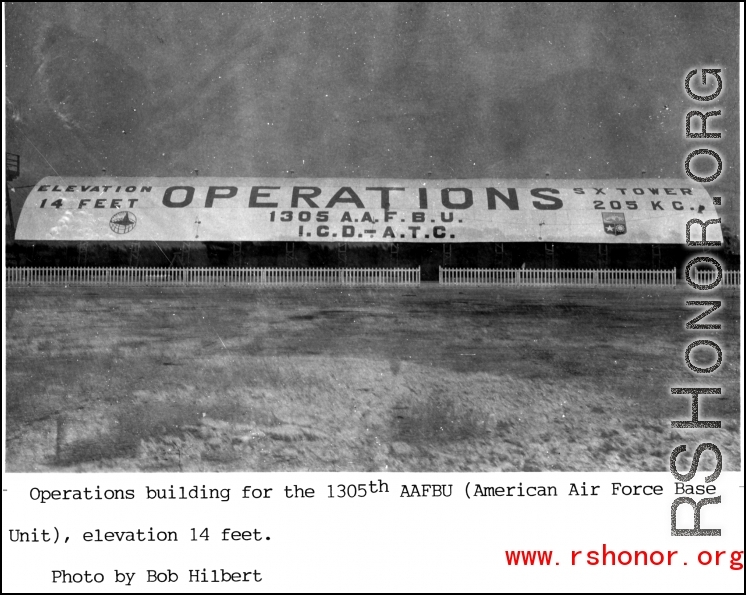 ELEVATION
14 FEET
OPERATIONS
1305 A.A.F.B.U.
I.C.D.-A.T.C.
5X TOWER
205 KC.
RSHONOR.ORG
Operations building for the 1305th AAFBU (American Air Force Base
Unit), elevation 14 feet.
Photo by Bob Hilbert
www.rshonor.org